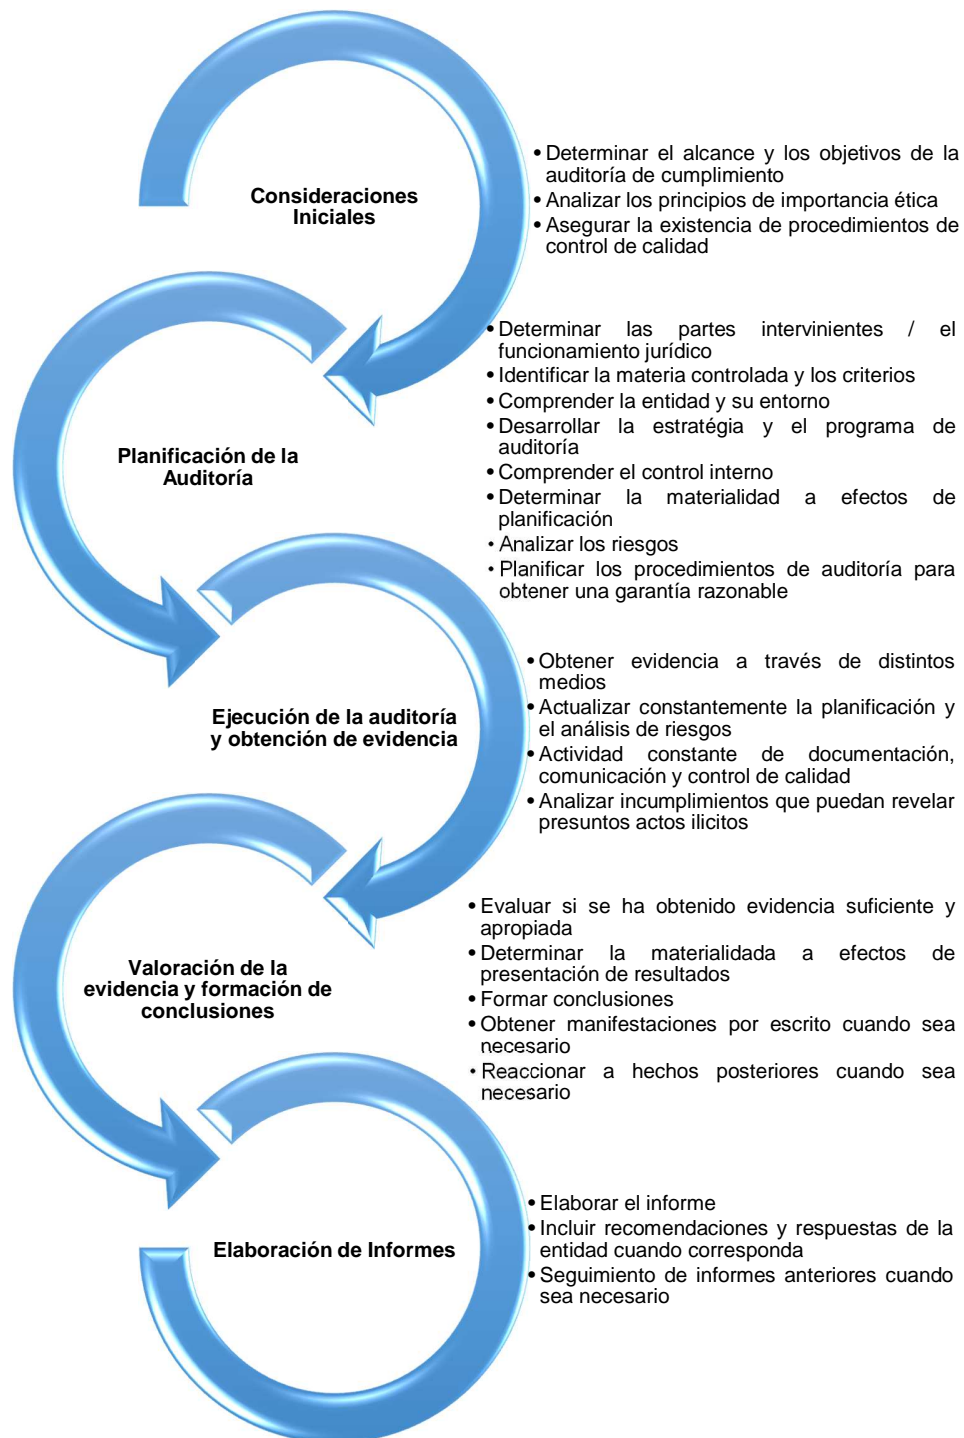 Consideraciones
Iniciales
• Determinar el alcance y los objetivos de la
auditoría de cumplimiento
• Analizar los principios de importancia ética
• Asegurar la existencia de procedimientos de
control de calidad
Planificación de la
Auditoría
• Determinar las partes intervinientes / el
funcionamiento jurídico
• Identificar la materia controlada y los criterios
• Comprender la entidad y su entorno
• Desarrollar la estratégia y el programa de
auditoría
• Comprender el control interno
• Determinar la materialidad a efectos de
planificación
• Analizar los riesgos
• Planificar los procedimientos de auditoría para
obtener una garantía razonable
Ejecución de la auditoría
y obtención de evidencia
• Obtener evidencia a través de distintos
medios
• Actualizar constantemente la planificación y
el análisis de riesgos
• Actividad constante de documentación,
comunicación y control de calidad
• Analizar incumplimientos que puedan revelar
presuntos actos ilicitos
Valoración de la
evidencia y formación de
conclusiones
• Evaluar si se ha obtenido evidencia suficiente y
apropiada
• Determinar la materialidada a efectos de
presentación de resultados
• Formar conclusiones
• Obtener manifestaciones por escrito cuando sea
necesario
• Reaccionar a hechos posteriores cuando sea
necesario
Elaboración de Informes
• Elaborar el informe
• Incluir recomendaciones y respuestas de la
entidad cuando corresponda
• Seguimiento de informes anteriores cuando
sea necesario